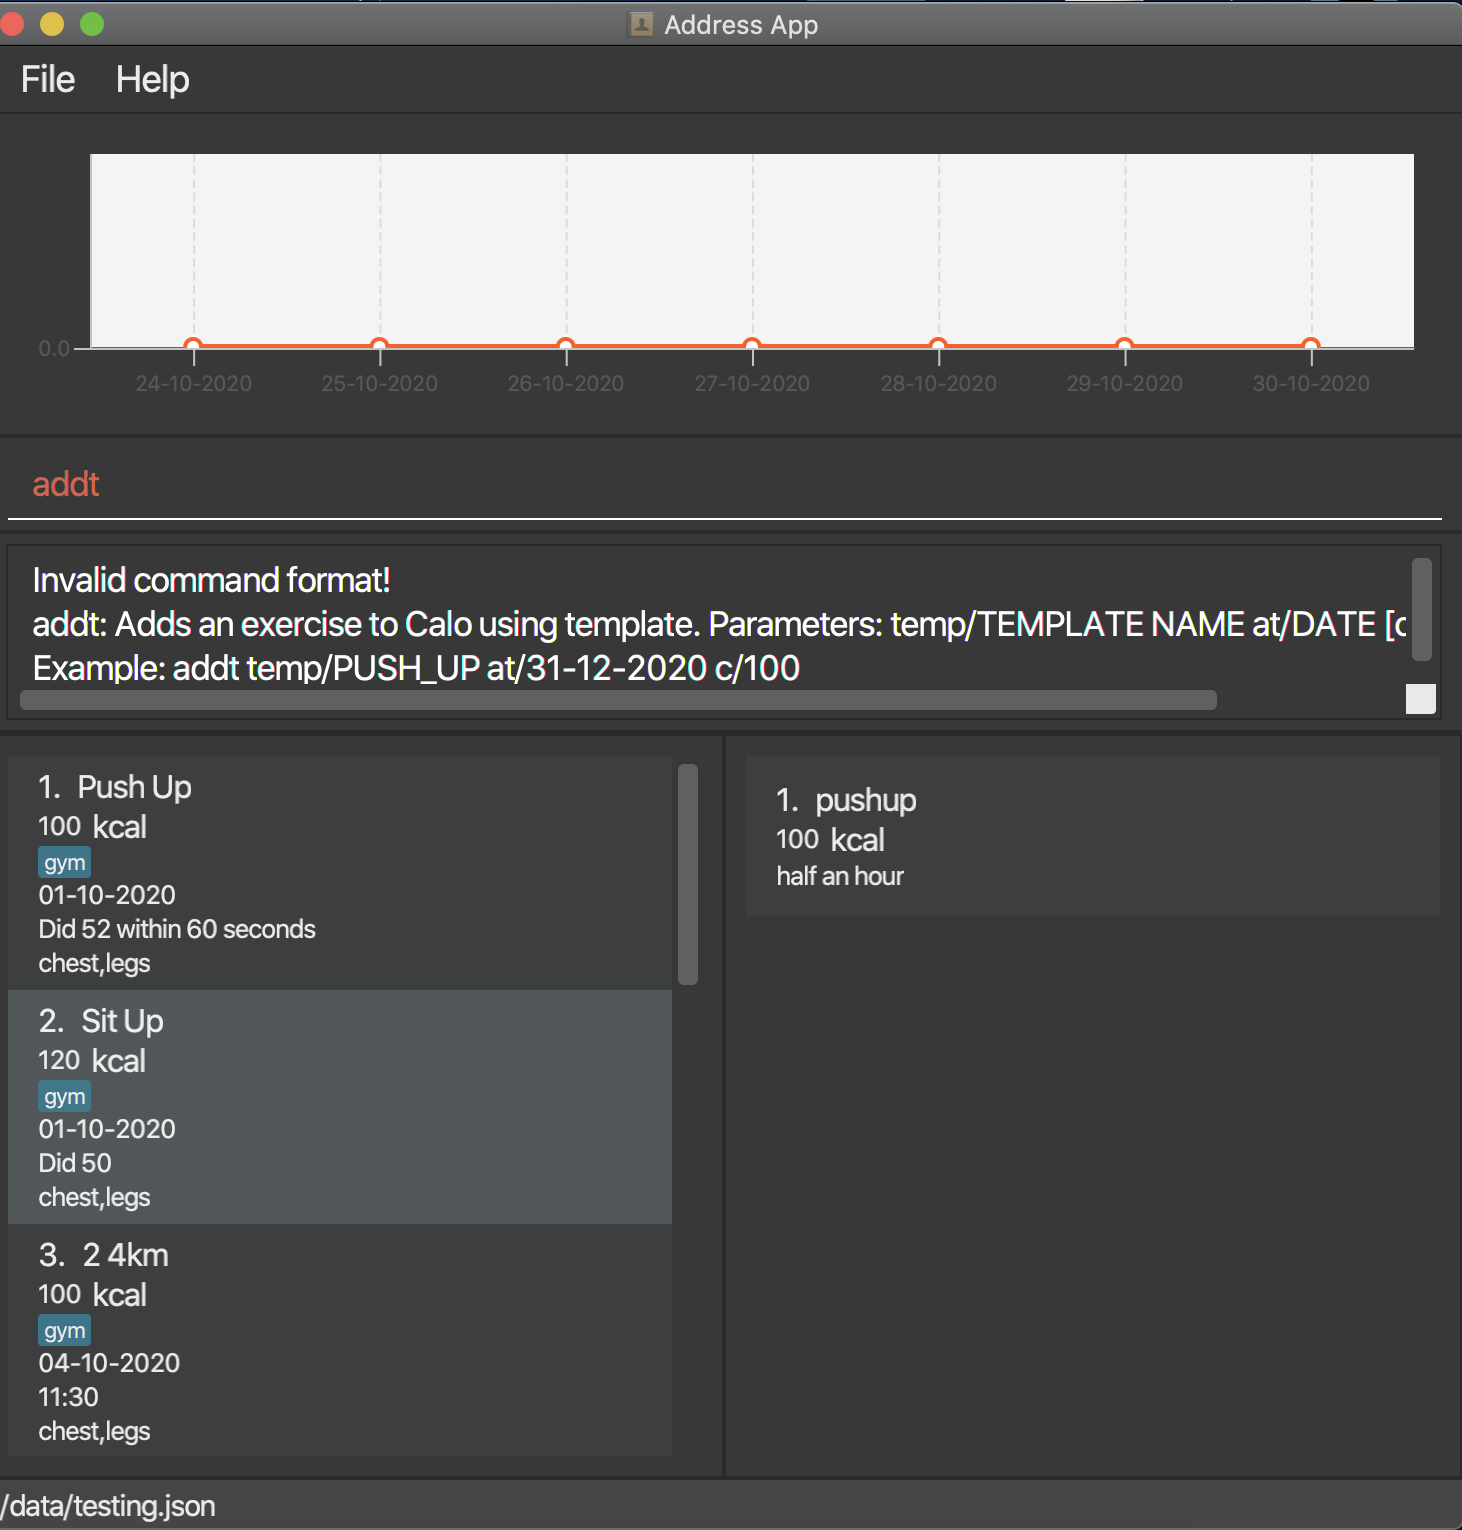 Address App
File Help
0.0
24-10-2020 25-10-2020 26-10-2020 27-10-2020 28-10-2020 29-10-2020 30-10-2020
addt
Invalid command format!
addt: Adds an exercise to Calo using template. Parameters: temp/TEMPLATE NAME at/DATE [c
Example: addt temp/PUSH_UP at/31-12-2020 c/100
1. Push Up
100 kcal
gym
01-10-2020
Did 52 within 60 seconds
chest,legs
2. Sit Up
120 kcal
gym
01-10-2020
Did 50
chest,legs
3. 2 4km
100 kcal
gym
04-10-2020
11:30
chest,legs
1. pushup
100 kcal
half an hour
/data/testing.json